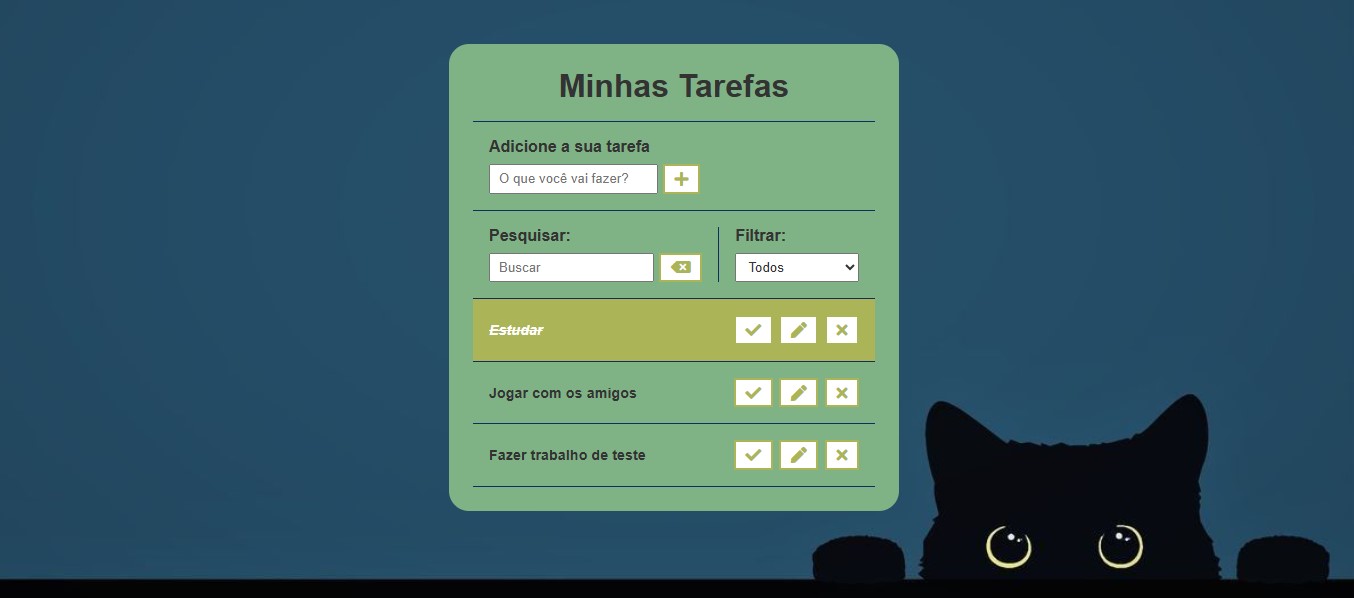 Minhas Tarefas
Adicione a sua tarefa
O que você vai fazer?
Pesquisar:
Filtrar:
Buscar
Todos
Estudar
Jogar com os amigos
Fazer trabalho de teste